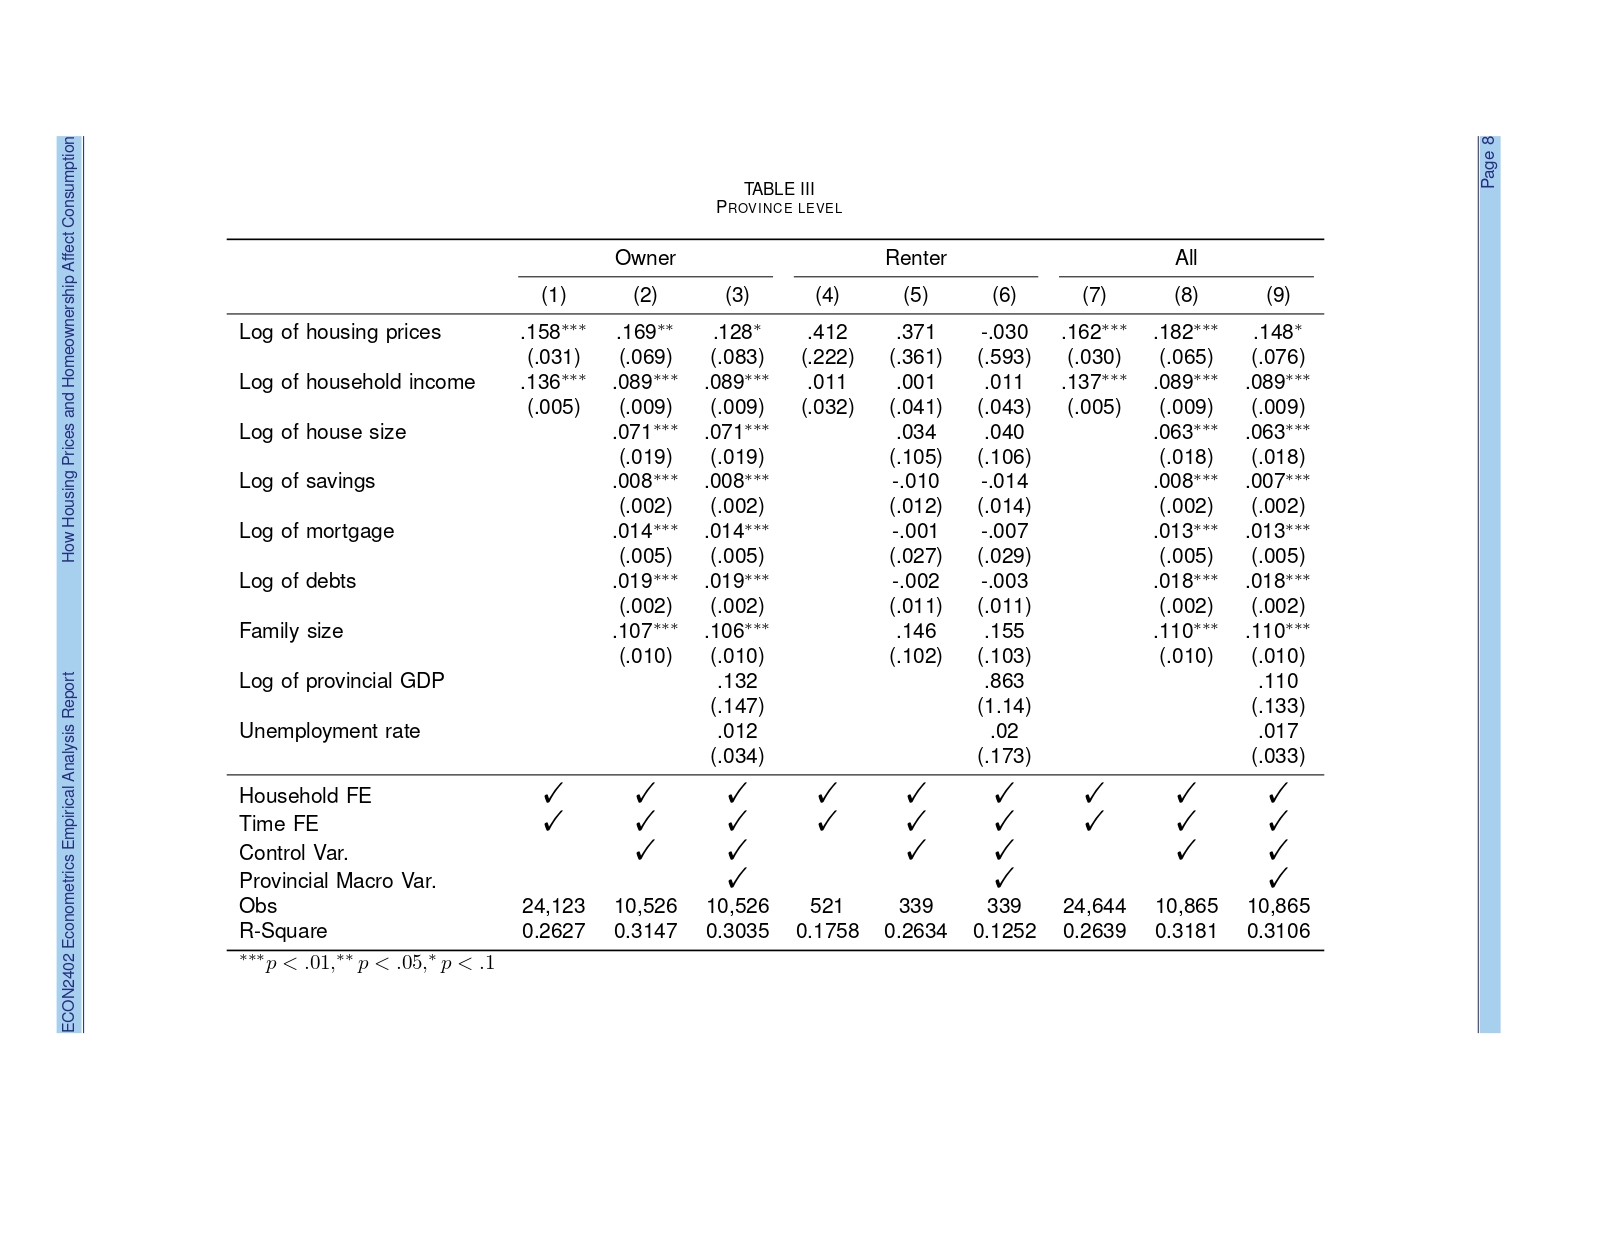 ECON2402 Econometrics Empirical Analysis Report How Housing Prices and Homeownership Affect Consumption
Page 8
TABLE III
PROVINCE LEVEL
Owner Renter All
(1) (2) (3) (4) (5) (6) (7) (8) (9)
Log of housing prices .158*** .169** .128* .412 .371 -.030 .162*** .182*** .148*
(.031) (.069) (.083) (.222) (.361) (.593) (.030) (.065) (.076)
Log of household income .136*** .089*** .089*** .011 .001 .011 .137*** .089*** .089***
(.005) (.009) (.009) (.032) (.041) (.043) (.005) (.009) (.009)
Log of house size .071*** .071*** .034 .040 .063*** .063***
(.019) (.019) (.105) (.106) (.018) (.018)
Log of savings .008*** .008*** -.010 -.014 .008*** .007***
(.002) (.002) (.012) (.014) (.002) (.002)
Log of mortgage .014*** .014*** -.001 -.007 .013*** .013***
(.005) (.005) (.027) (.029) (.005) (.005)
Log of debts .019*** .019*** -.002 -.003 .018*** .018***
(.002) (.002) (.011) (.011) (.002) (.002)
Family size .107*** .106*** .146 .155 .110*** .110***
(.010) (.010) (.102) (.103) (.010) (.010)
Log of provincial GDP .132 .863 .110
(.147) (1.14) (.133)
Unemployment rate .012 .02 .017
(.034) (.173) (.033)
Household FE ✓ ✓ ✓ ✓ ✓ ✓ ✓ ✓ ✓
Time FE ✓ ✓ ✓ ✓ ✓ ✓ ✓ ✓ ✓
Control Var. ✓ ✓ ✓ ✓ ✓ ✓
Provincial Macro Var. ✓ ✓ ✓
Obs 24,123 10,526 10,526 521 339 339 24,644 10,865 10,865
R-Square 0.2627 0.3147 0.3035 0.1758 0.2634 0.1252 0.2639 0.3181 0.3106
***p < .01,** p < .05,* p < .1